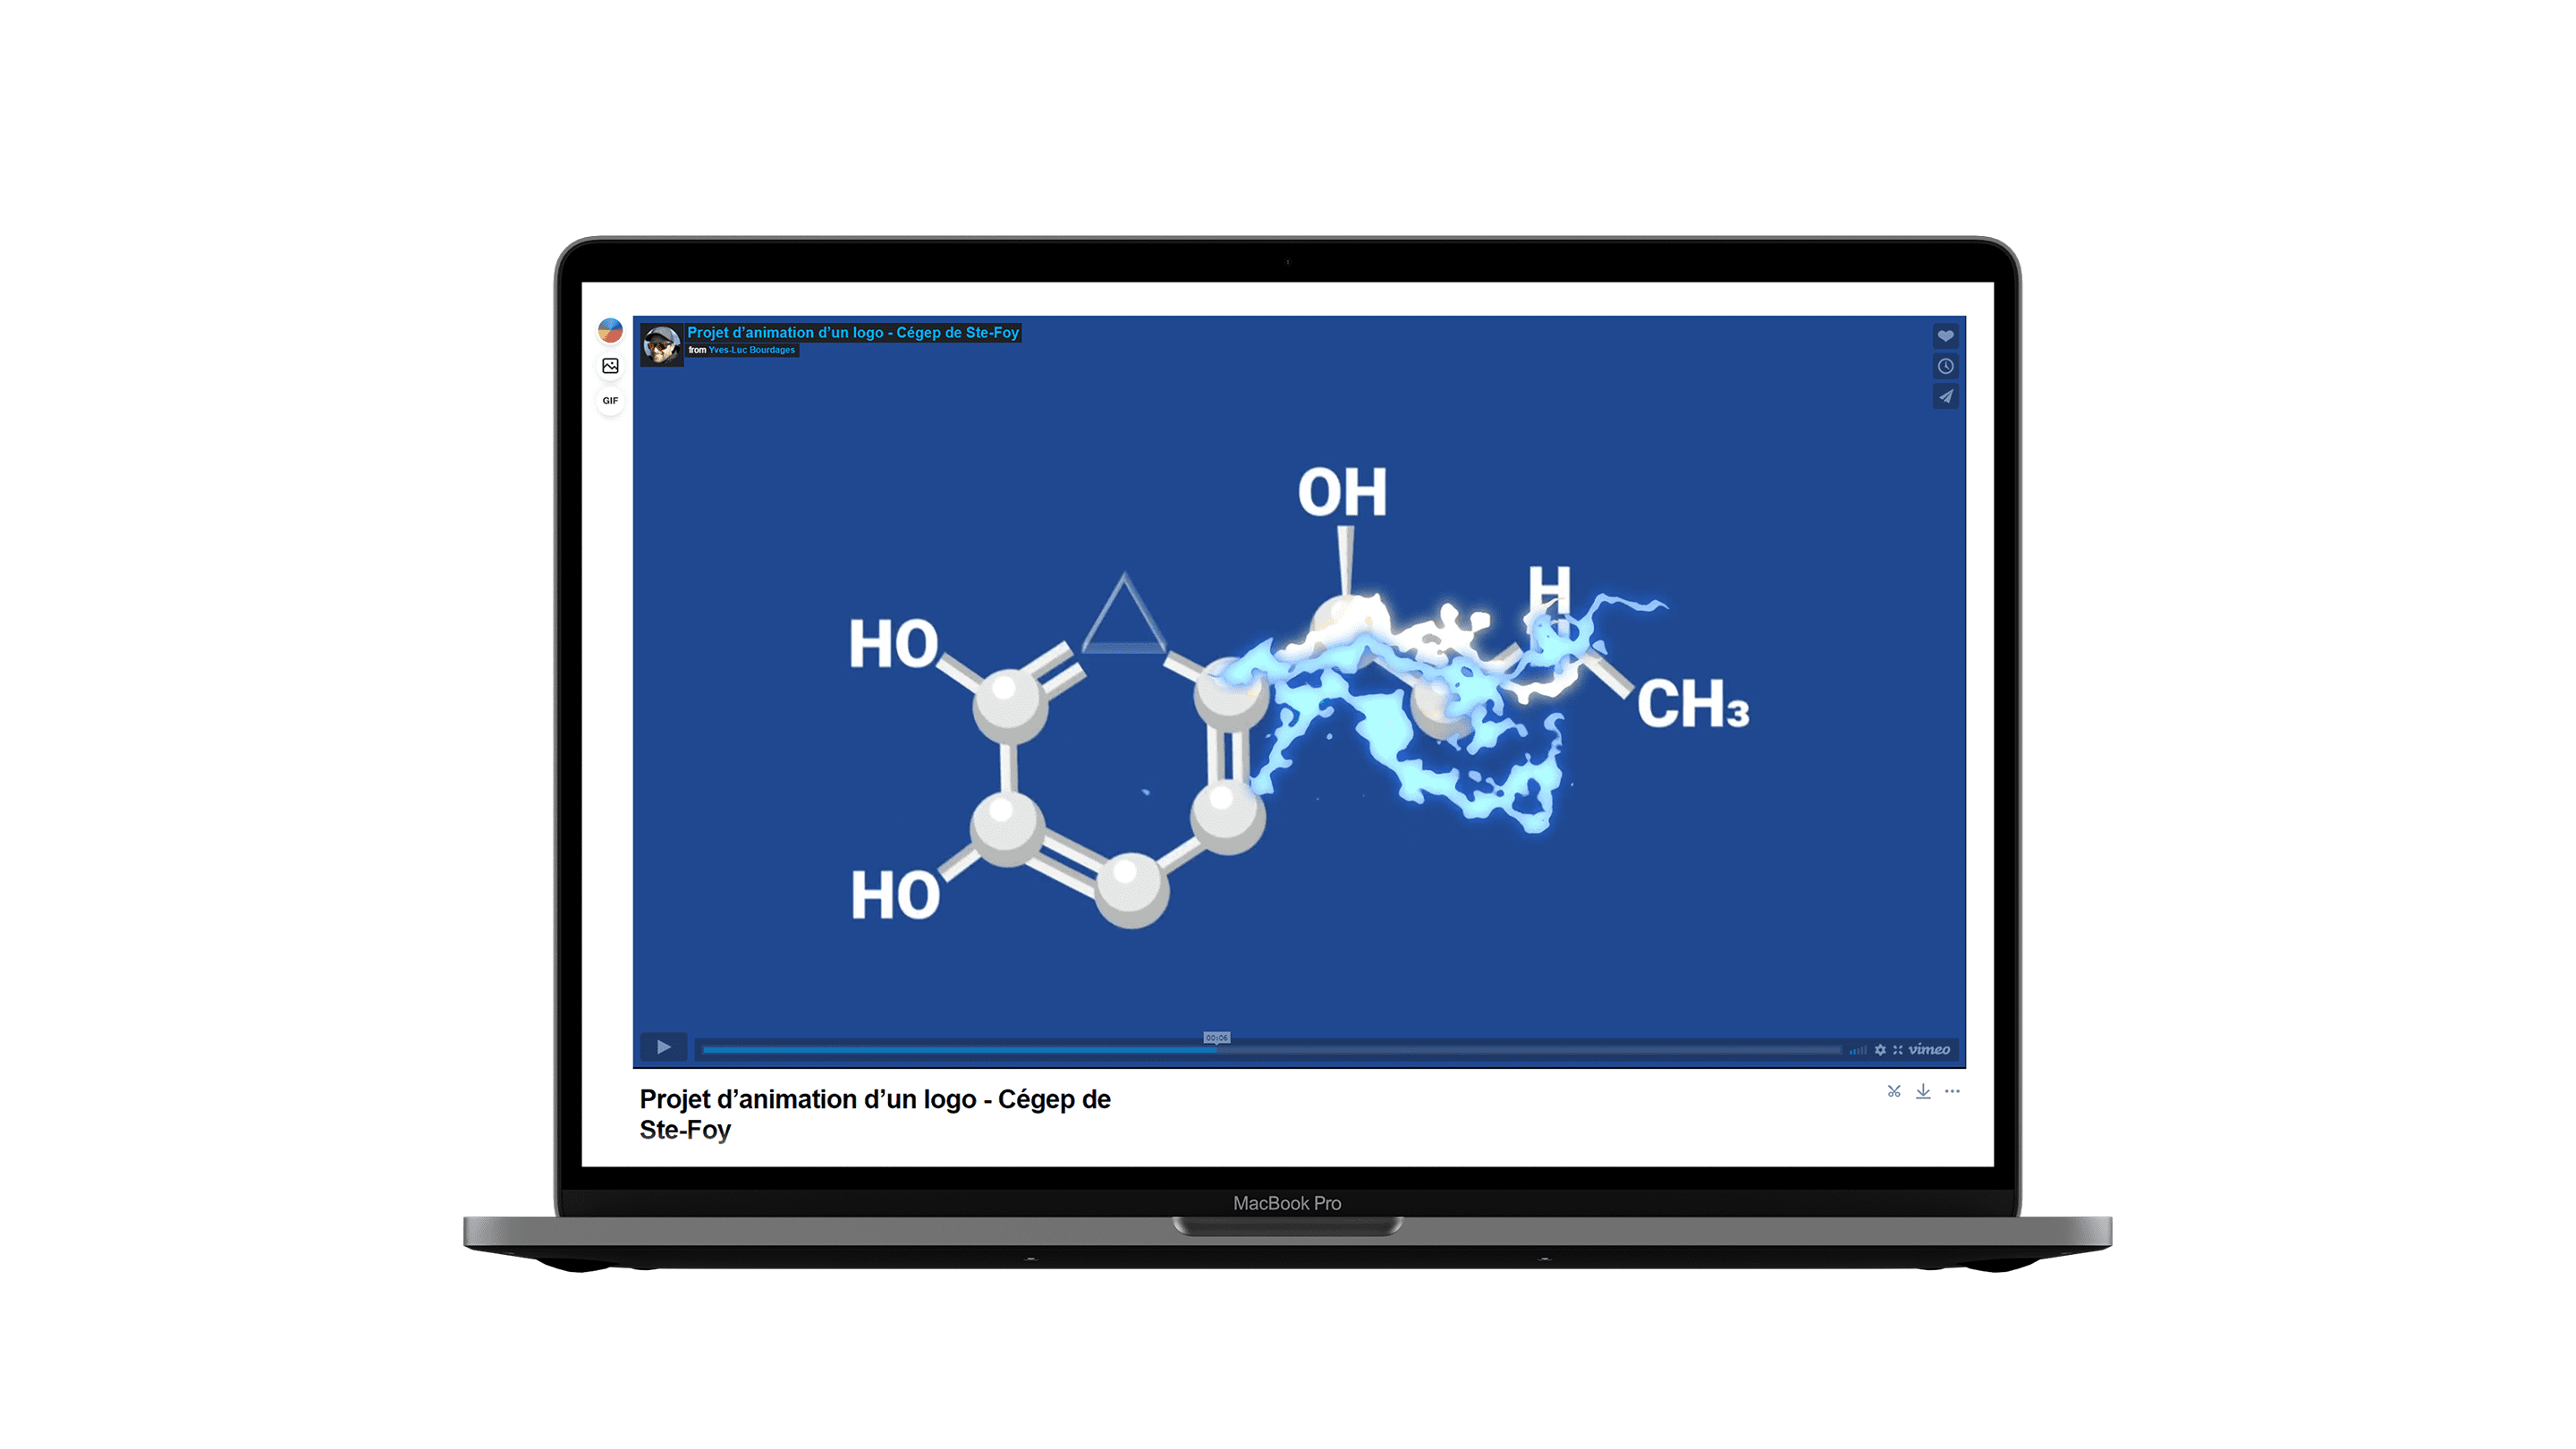 Projet d’animation d’un logo - Cégep de Ste-Foy
from Yves-Luc Bourdages
GIF
OH
H
HO
CH₃
HO
00:06
vimeo
Projet d’animation d’un logo - Cégep de
Ste-Foy
MacBook Pro